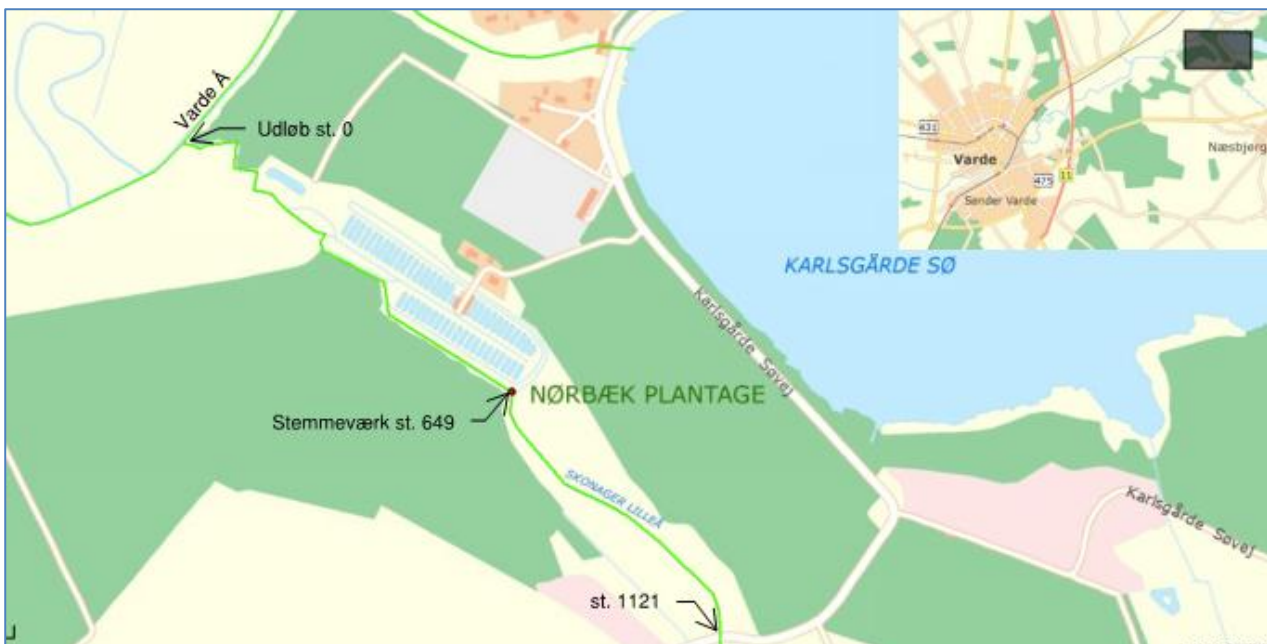 Varde Å
Udløb st. 0
431
Varde
Næsbjerg
11
475
Sønder Varde
KARLSGÅRDE SØ
Karlsgårde Søvej
NØRBÆK PLANTAGE
Stemmeværk st. 649
SKONAGER LILLEÅ
Karlsgårde Søvej
st. 1121